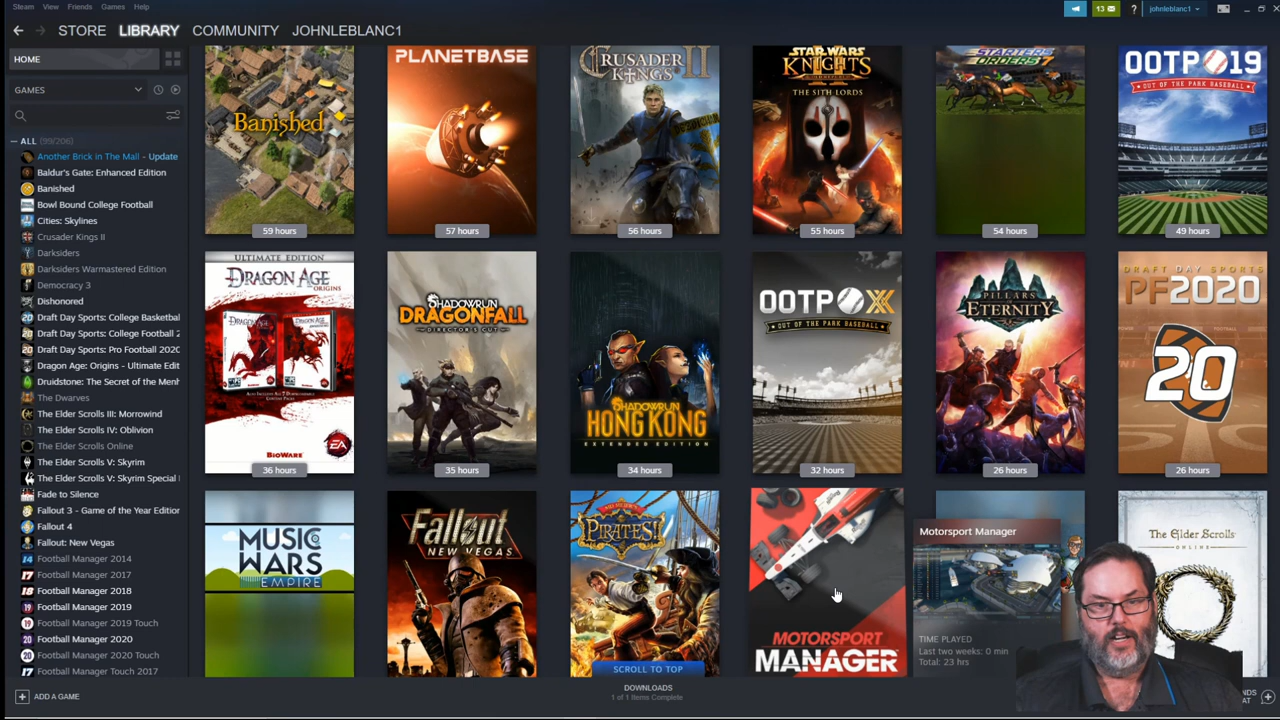 Steam View Friends Games Help
13
?
johnleblanc1
STORE LIBRARY COMMUNITY JOHNLEBLANC1
HOME
GAMES
ALL (99/206)
Another Brick in The Mall - Update
Baldur's Gate: Enhanced Edition
Banished
Bowl Bound College Football
Cities: Skylines
Crusader Kings II
Darksiders
Darksiders Warmastered Edition
Democracy 3
Dishonored
Draft Day Sports: College Basketbal
Draft Day Sports: College Football 2
Draft Day Sports: Pro Football 2020
Dragon Age: Origins - Ultimate Edit
Druidstone: The Secret of the Menh
The Dwarves
The Elder Scrolls III: Morrowind
The Elder Scrolls IV: Oblivion
The Elder Scrolls Online
The Elder Scrolls V: Skyrim
The Elder Scrolls V: Skyrim Special
Fade to Silence
Fallout 3 - Game of the Year Edition
Fallout 4
Fallout: New Vegas
Football Manager 2014
Football Manager 2017
Football Manager 2018
Football Manager 2019
Football Manager 2019 Touch
Football Manager 2020
Football Manager 2020 Touch
Football Manager Touch 2017
ADD A GAME
Banished
59 hours
PLANETBASE
57 hours
CRUSADER
KINGS II
56 hours
STAR WARS
KNIGHTS
II
THE SITH LORDS
55 hours
STARTERS
ORDERS 7
54 hours
OOTP 19
OUT OF THE PARK BASEBALL
49 hours
ULTIMATE EDITION
DRAGON AGE
ORIGINS
BIOWARE
EA
36 hours
SHADOWRUN
DRAGONFALL
DIRECTOR'S CUT
35 hours
SHADOWRUN
HONG KONG
EXTENDED EDITION
34 hours
OOTP XX
OUT OF THE PARK BASEBALL
32 hours
PILLARS
OF
ETERNITY
26 hours
DRAFT DAY SPORTS
PF2020
20
26 hours
MUSIC
WARS
EMPIRE
Fallout
NEW VEGAS
PIRATES!
MOTORSPORT
MANAGER
Motorsport Manager
TIME PLAYED
Last two weeks: 0 min
Total: 23 hrs
The Elder Scrolls
ONLINE
SCROLL TO TOP
DOWNLOADS
1 of 1 Items Complete